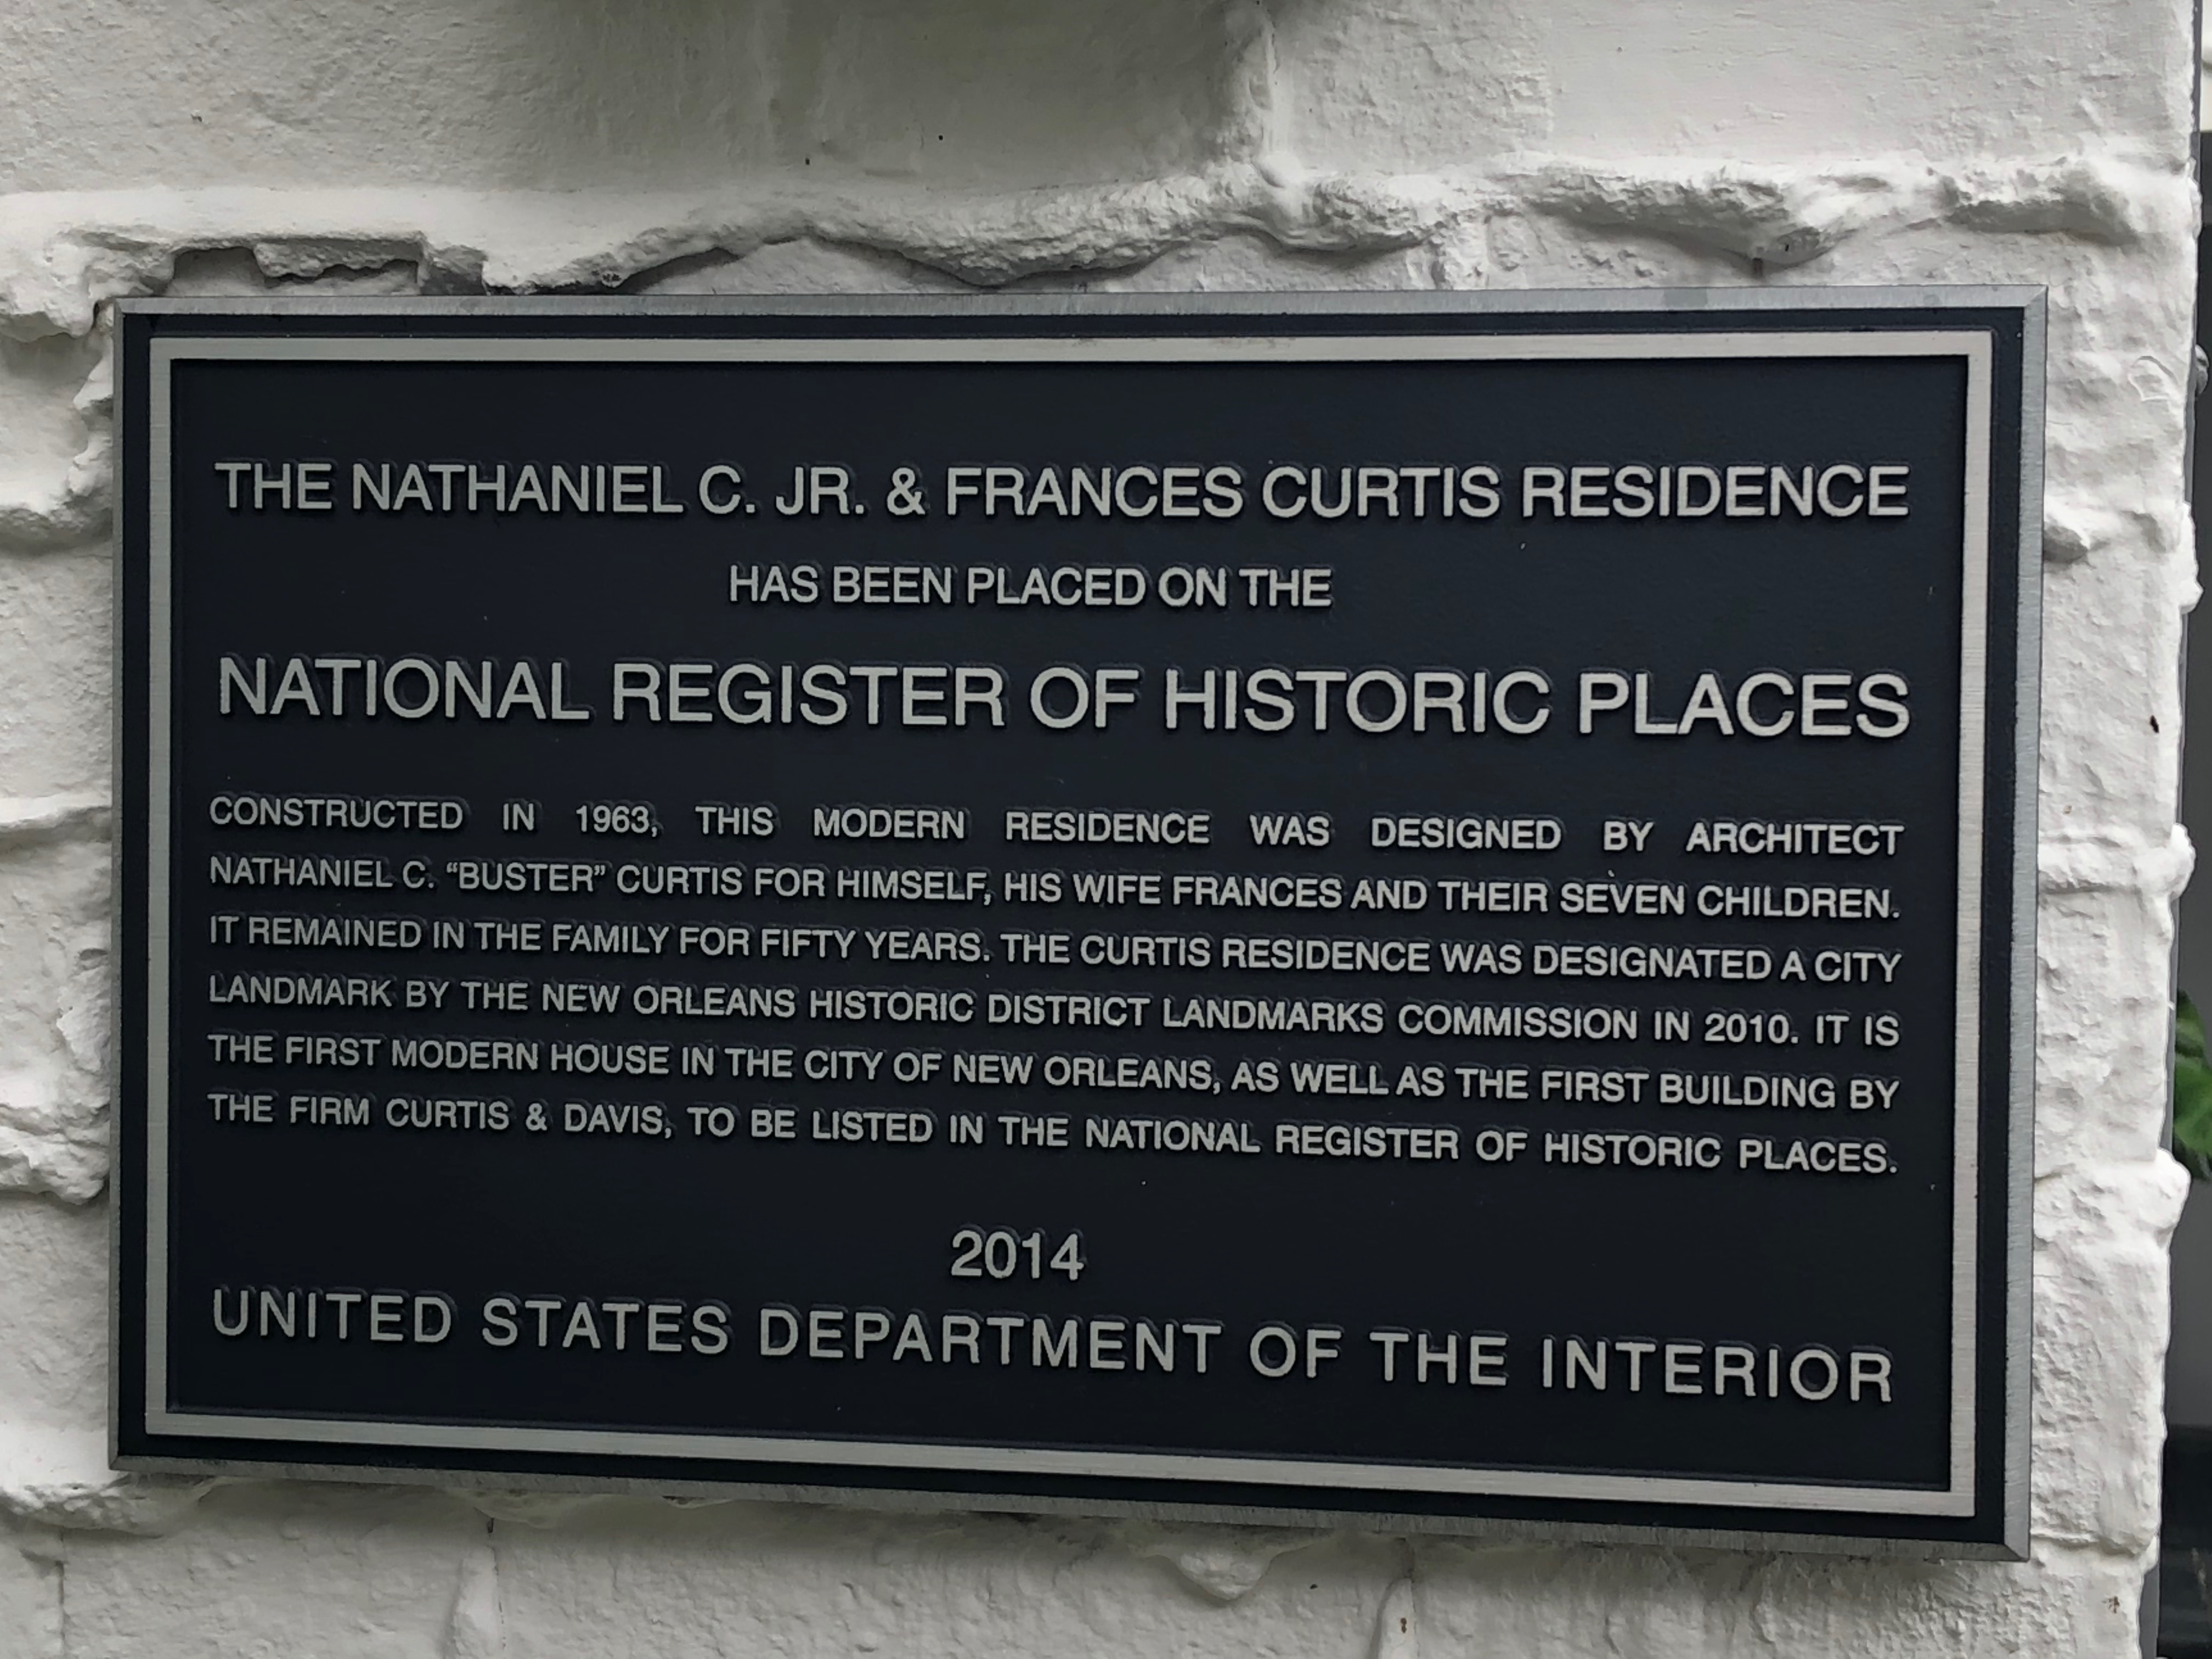 THE NATHANIEL C. JR. & FRANCES CURTIS RESIDENCE
HAS BEEN PLACED ON THE
NATIONAL REGISTER OF HISTORIC PLACES
CONSTRUCTED IN 1963, THIS MODERN RESIDENCE WAS DESIGNED BY ARCHITECT
NATHANIEL C. “BUSTER” CURTIS FOR HIMSELF, HIS WIFE FRANCES AND THEIR SEVEN CHILDREN.
IT REMAINED IN THE FAMILY FOR FIFTY YEARS. THE CURTIS RESIDENCE WAS DESIGNATED A CITY
LANDMARK BY THE NEW ORLEANS HISTORIC DISTRICT LANDMARKS COMMISSION IN 2010. IT IS
THE FIRST MODERN HOUSE IN THE CITY OF NEW ORLEANS, AS WELL AS THE FIRST BUILDING BY
THE FIRM CURTIS & DAVIS, TO BE LISTED IN THE NATIONAL REGISTER OF HISTORIC PLACES.
2014
UNITED STATES DEPARTMENT OF THE INTERIOR